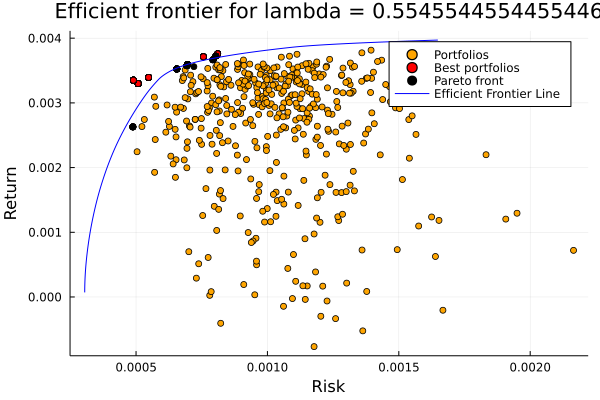 Efficient frontier for lambda = 0.5545544554455446
0.004
Portfolios
Best portfolios
Pareto front
Efficient Frontier Line
0.003
0.002
0.001
0.000
Return
0.0005
0.0010
0.0015
0.0020
Risk